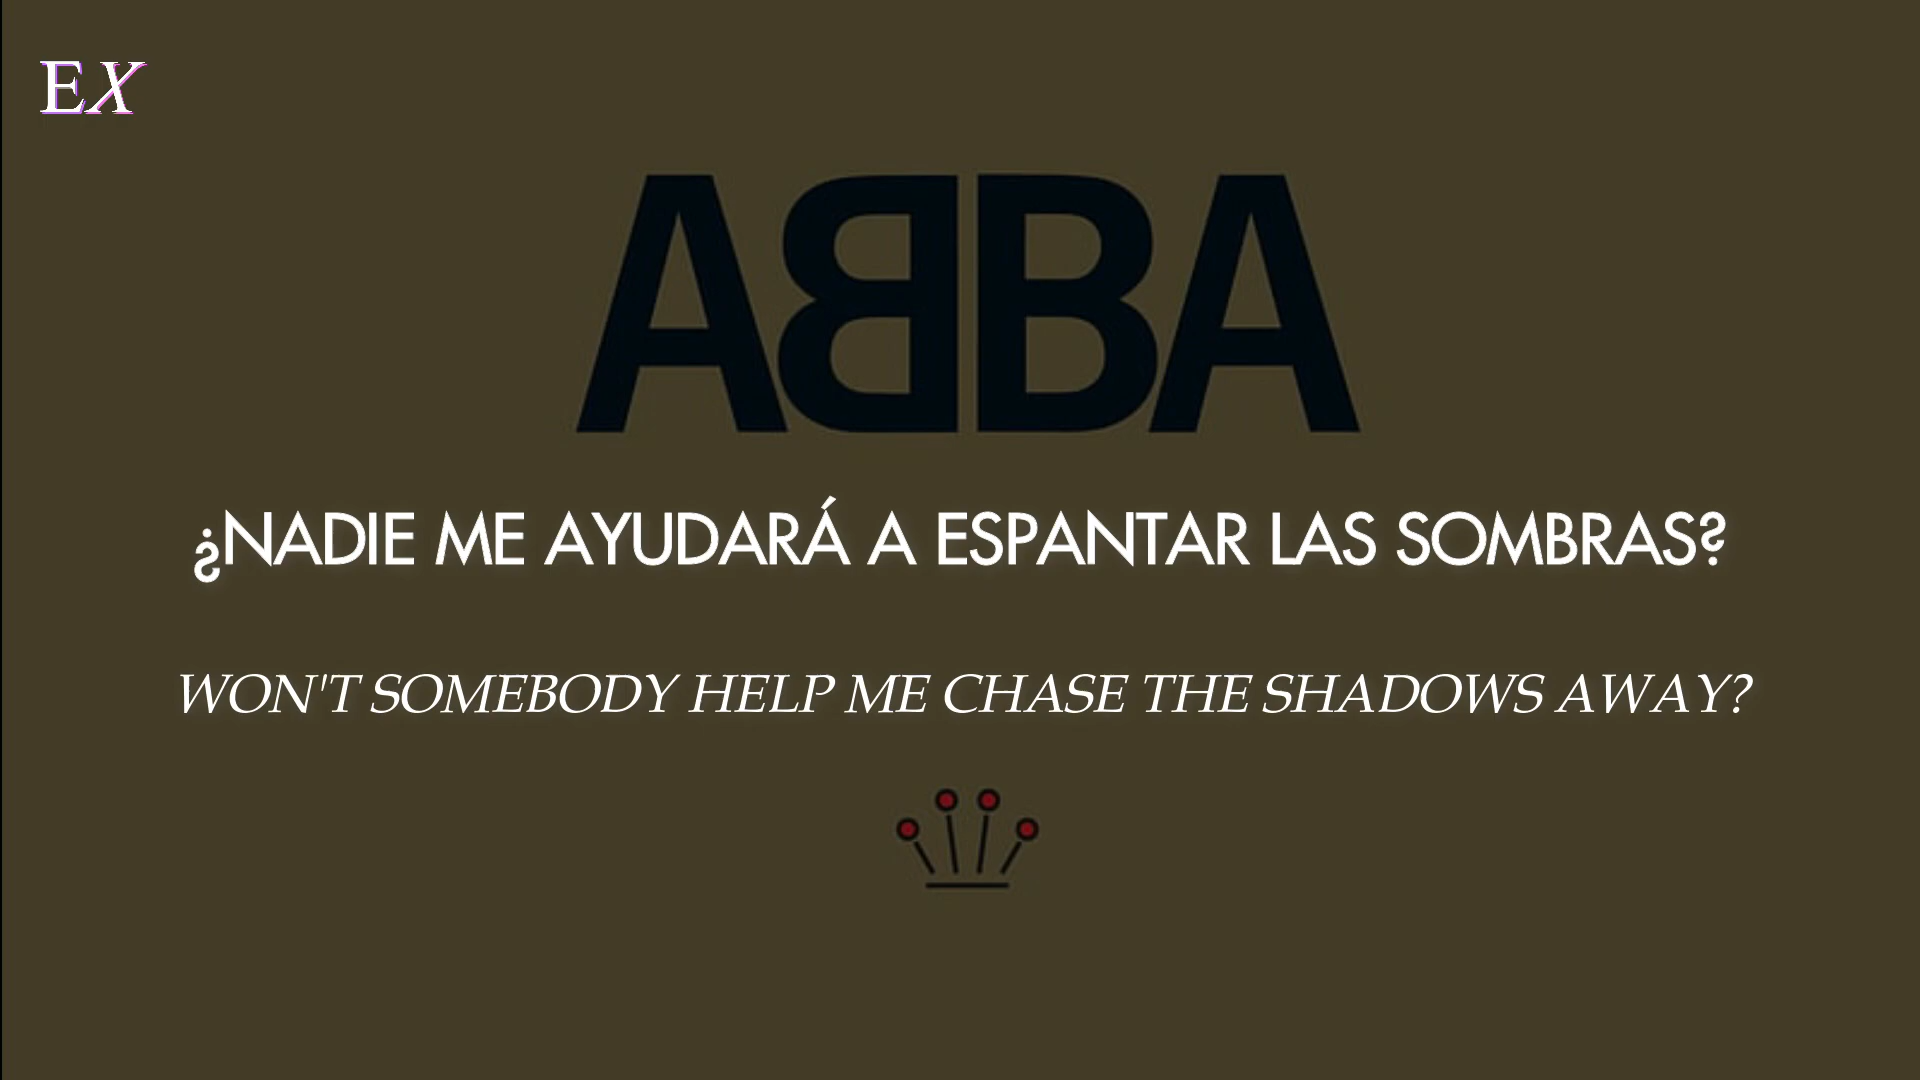 EX
ABBA
¿NADIE ME AYUDARÁ A ESPANTAR LAS SOMBRAS?
WON'T SOMEBODY HELP ME CHASE THE SHADOWS AWAY?